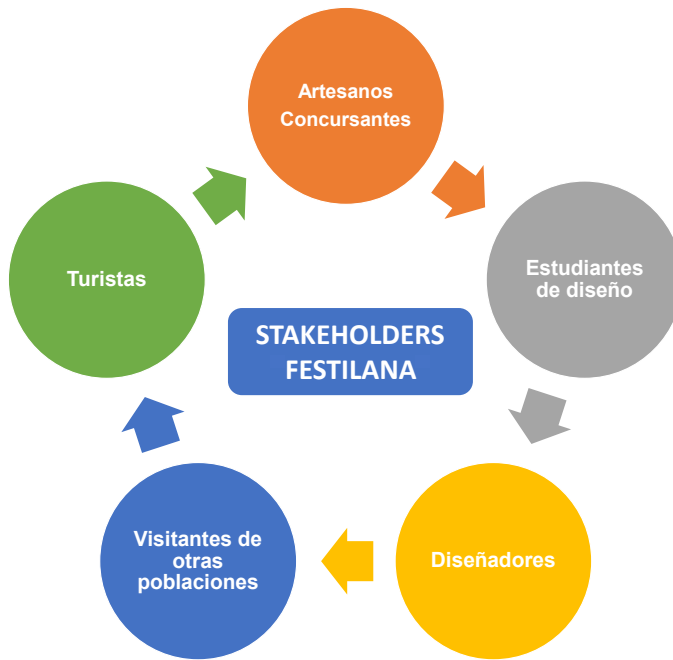 Artesanos
Concursantes
Estudiantes
de diseño
Diseñadores
Visitantes de
otras
poblaciones
Turistas
STAKEHOLDERS
FESTILANA